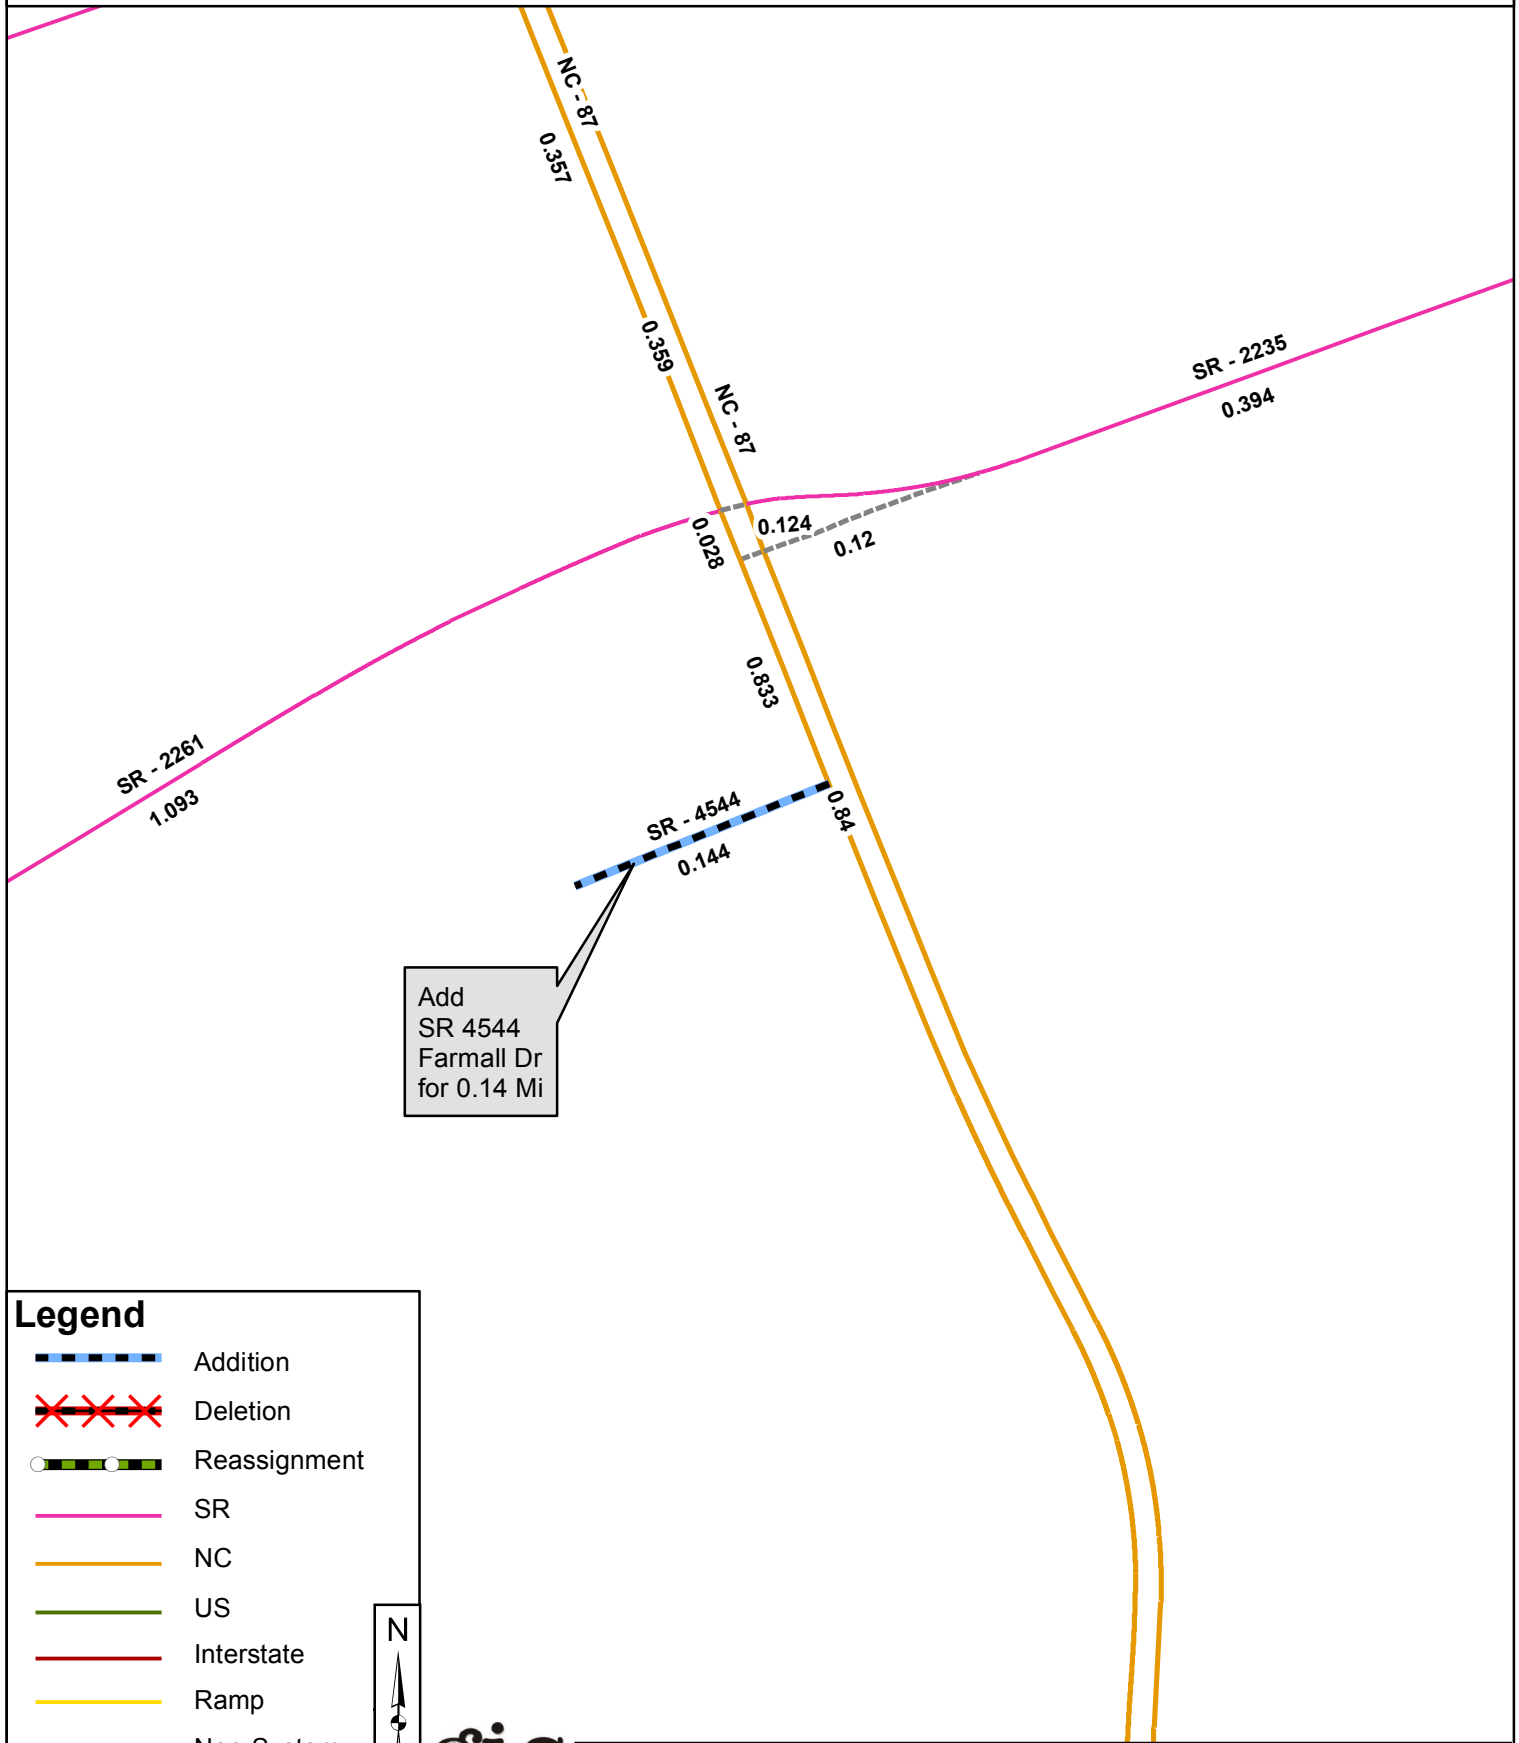 NC - 87
0.357
0.359
NC - 87
SR - 2235
0.394
0.028
0.124
0.12
0.833
SR - 2261
1.093
SR - 4544
0.144
0.84
Add
SR 4544
Farmall Dr
for 0.14 Mi
Legend
Addition
Deletion
Reassignment
SR
NC
US
Interstate
Ramp
N